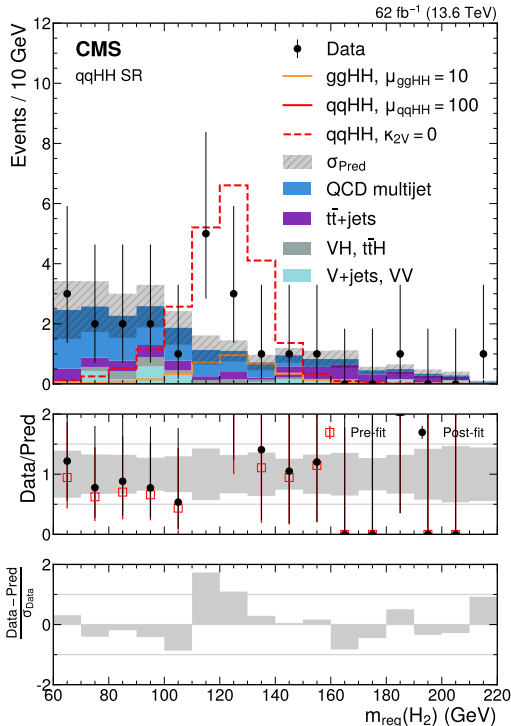 62 fb⁻¹ (13.6 TeV)
CMS
qqHH SR
Data
ggHH, μggHH = 10
qqHH, μqqHH = 100
qqHH, κ2V = 0
σPred
QCD multijet
tt̄+jets
VH, tt̄H
V+jets, VV
Events / 10 GeV
12
10
8
6
4
2
0
Data/Pred
Pre-fit
Post-fit
2
1
0
Data−Pred
σData
2
1
0
-2
60 80 100 120 140 160 180 200 220
mreg(H2) (GeV)